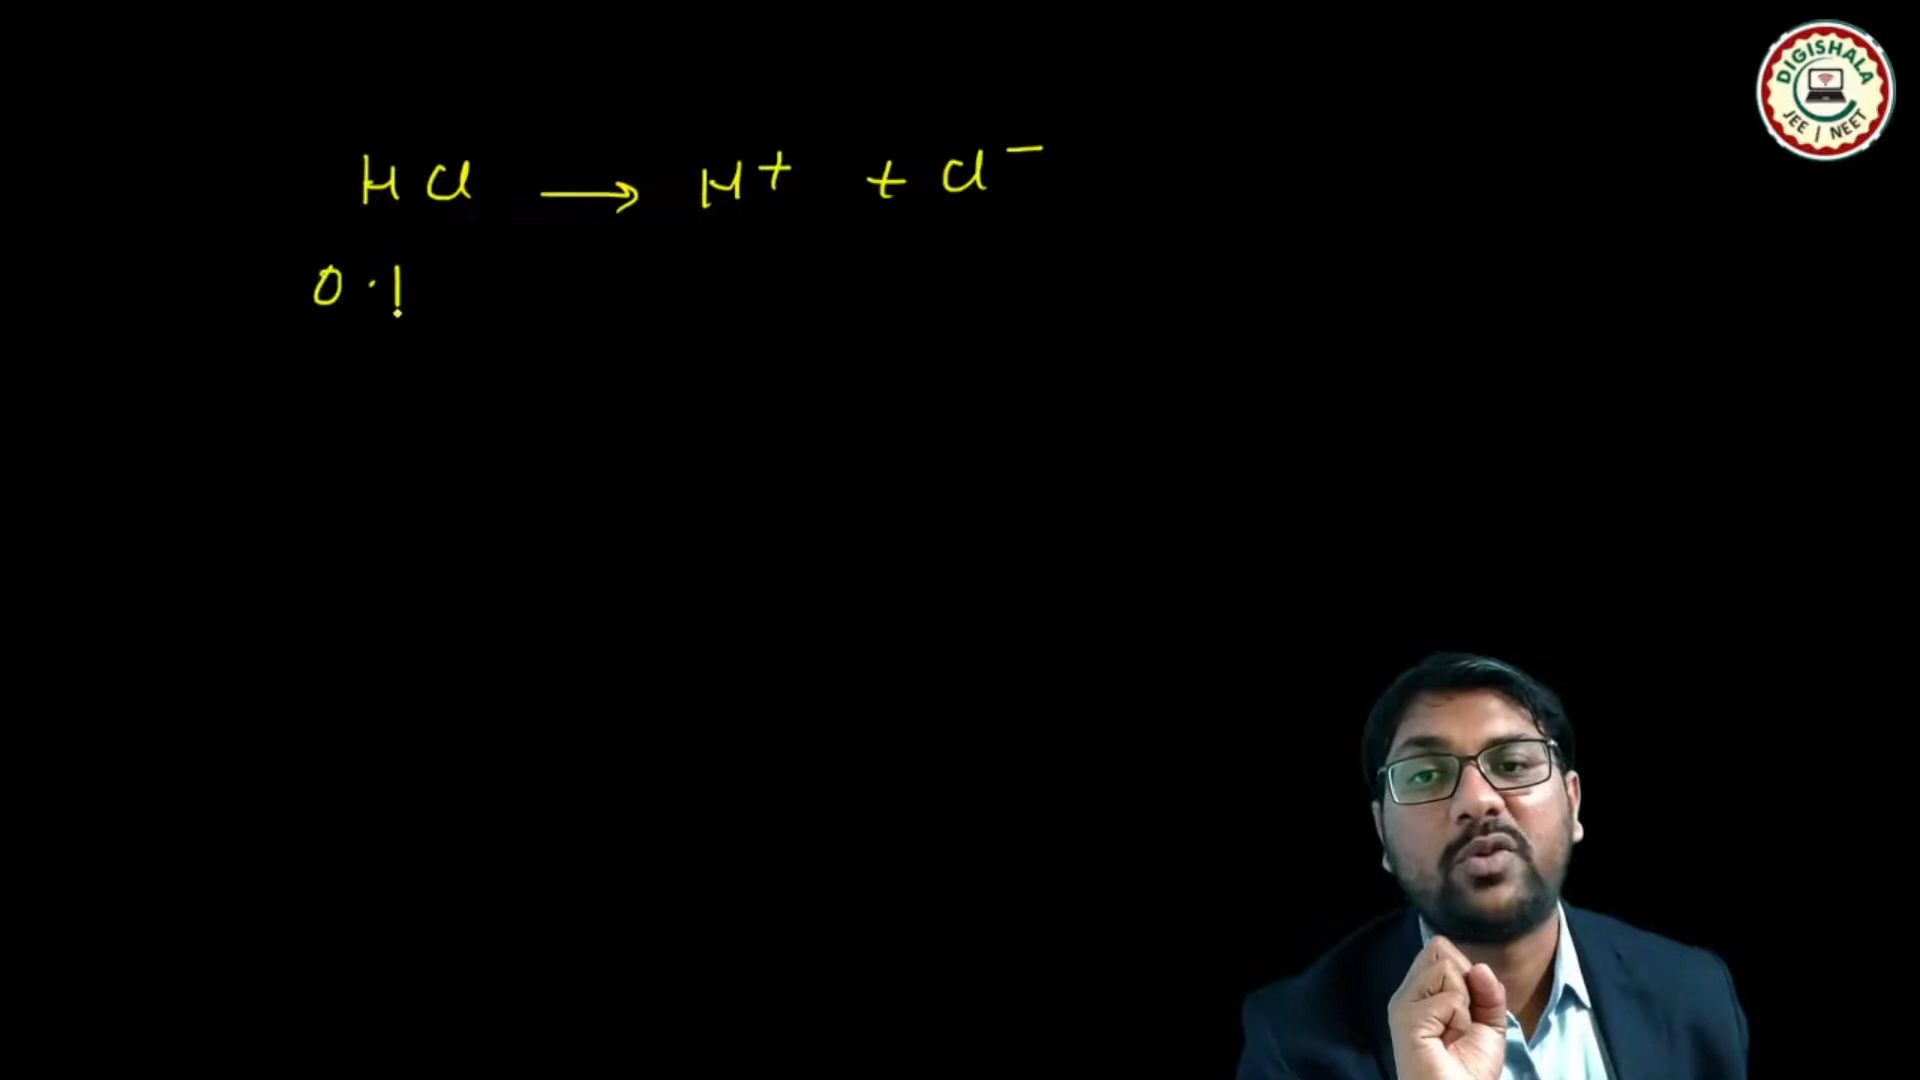 HCl → H⁺ + Cl⁻
0.1
DIGISHALA
JEE | NEET